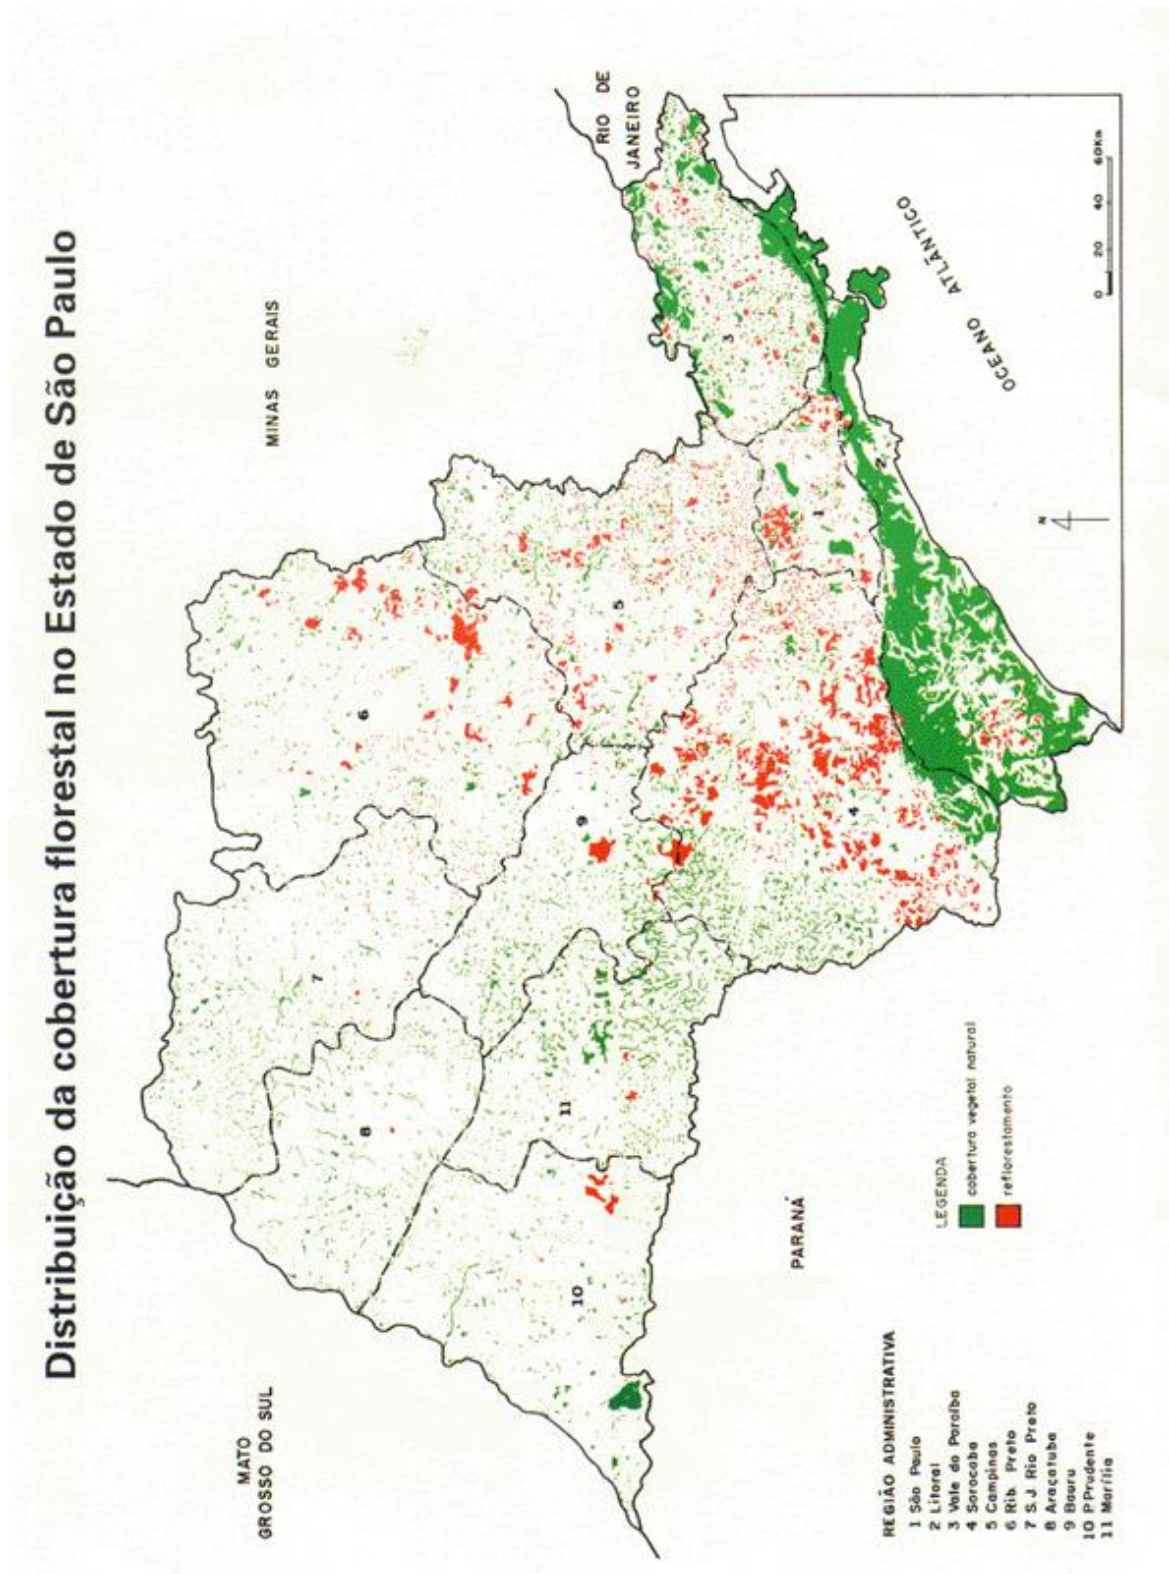 Distribuição da cobertura florestal no Estado de São Paulo
MATO
GROSSO DO SUL
MINAS GERAIS
RIO DE
JANEIRO
7
6
8
11
9
5
3
10
4
1
2
PARANÁ
OCEANO ATLÂNTICO
N
0 20 40 60Km
LEGENDA
cobertura vegetal natural
reflorestamento
REGIÃO ADMINISTRATIVA
1 São Paulo
2 Litoral
3 Vale do Paraíba
4 Sorocaba
5 Campinas
6 Rib. Preto
7 S.J. Rio Preto
8 Araçatuba
9 Bauru
10 P.Prudente
11 Marília